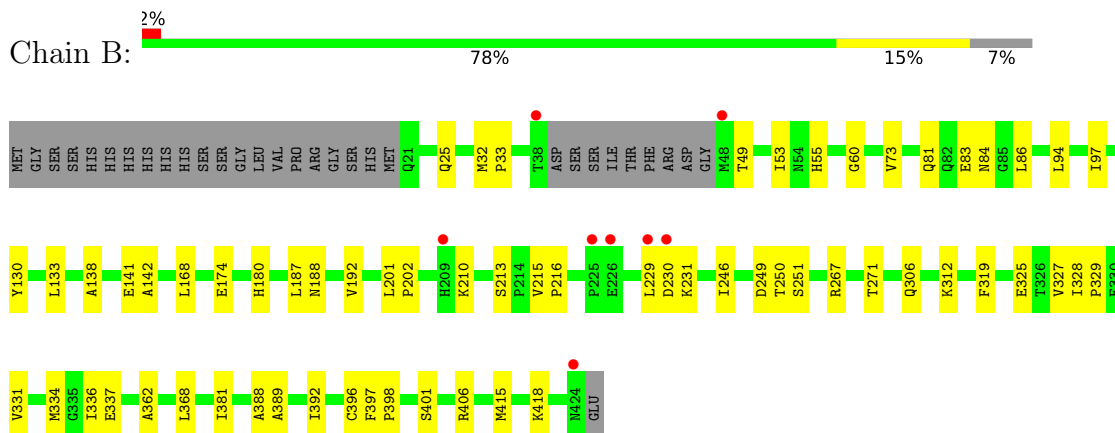 2%
Chain B:
78% 15% 7%
MET GLY SER SER HIS HIS HIS HIS HIS HIS SER SER GLY LEU VAL PRO ARG GLY SER HIS MET Q21 Q25 M32 P33 T38 ASP SER SER ILE THR PHE ARG ASP GLY M48 T49 I53 N54 H55 G60 V73 Q81 Q82 E83 N84 G85 L86 L94 I97
Y130 L133 A138 E141 A142 L168 E174 H180 L187 N188 V192 L201 P202 H209 K210 S213 P214 V215 P216 P225 E226 L229 D230 K231 I246 D249 T250 S251 R267 T271 Q306 K312 F319 E325 T326 V327 I328 P329
V331 M334 G335 I336 E337 A362 L368 I381 A388 A389 I392 C396 F397 P398 S401 R406 M415 K418 N424 GLU